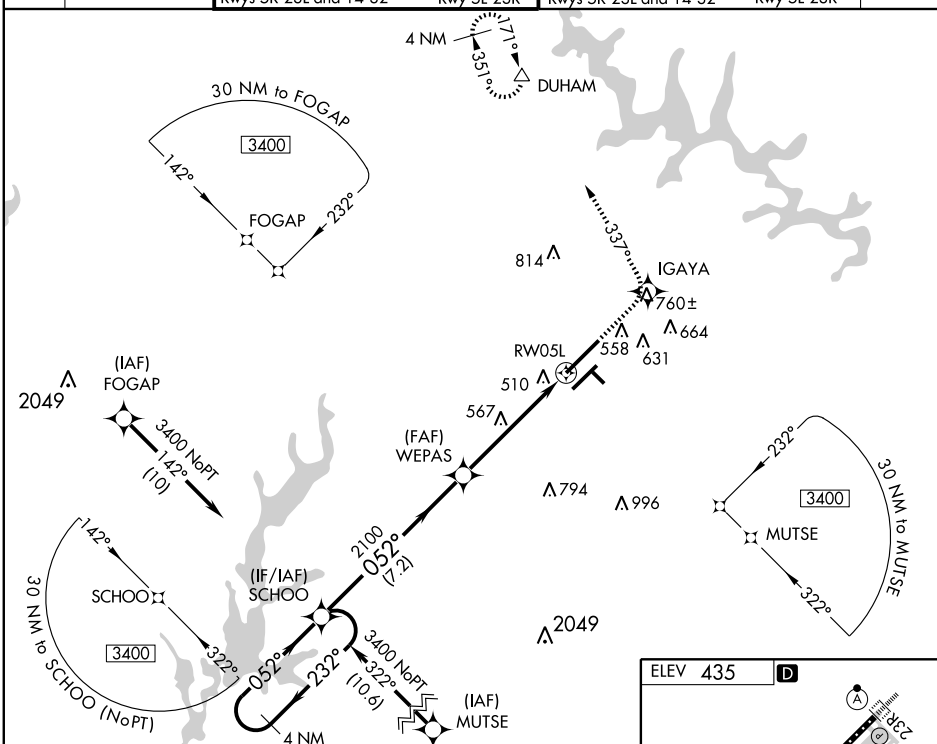 Rwys 5R-23L and 14-32
Rwy 5L-23R
Rwys 5R-23L and 14-32
Rwy 5L-23R
4 NM
171°
351°
DUHAM
30 NM to FOGAP
3400
142°
232°
FOGAP
337°
814
IGAYA
760±
664
558
631
RW05L
510
567
(IAF)
FOGAP
2049
3400 NoPT
142°
(10)
(FAF)
WEPAS
794
996
232°
3400
30 NM to MUTSE
MUTSE
322°
2100
052°
(7.2)
142°
(IF/IAF)
SCHOO
SCHOO
322°
3400
30 NM to SCHOO (NoPT)
052°
232°
4 NM
3400 NoPT
322°
(10.6)
(IAF)
MUTSE
2049
ELEV 435 D
A
23R
P